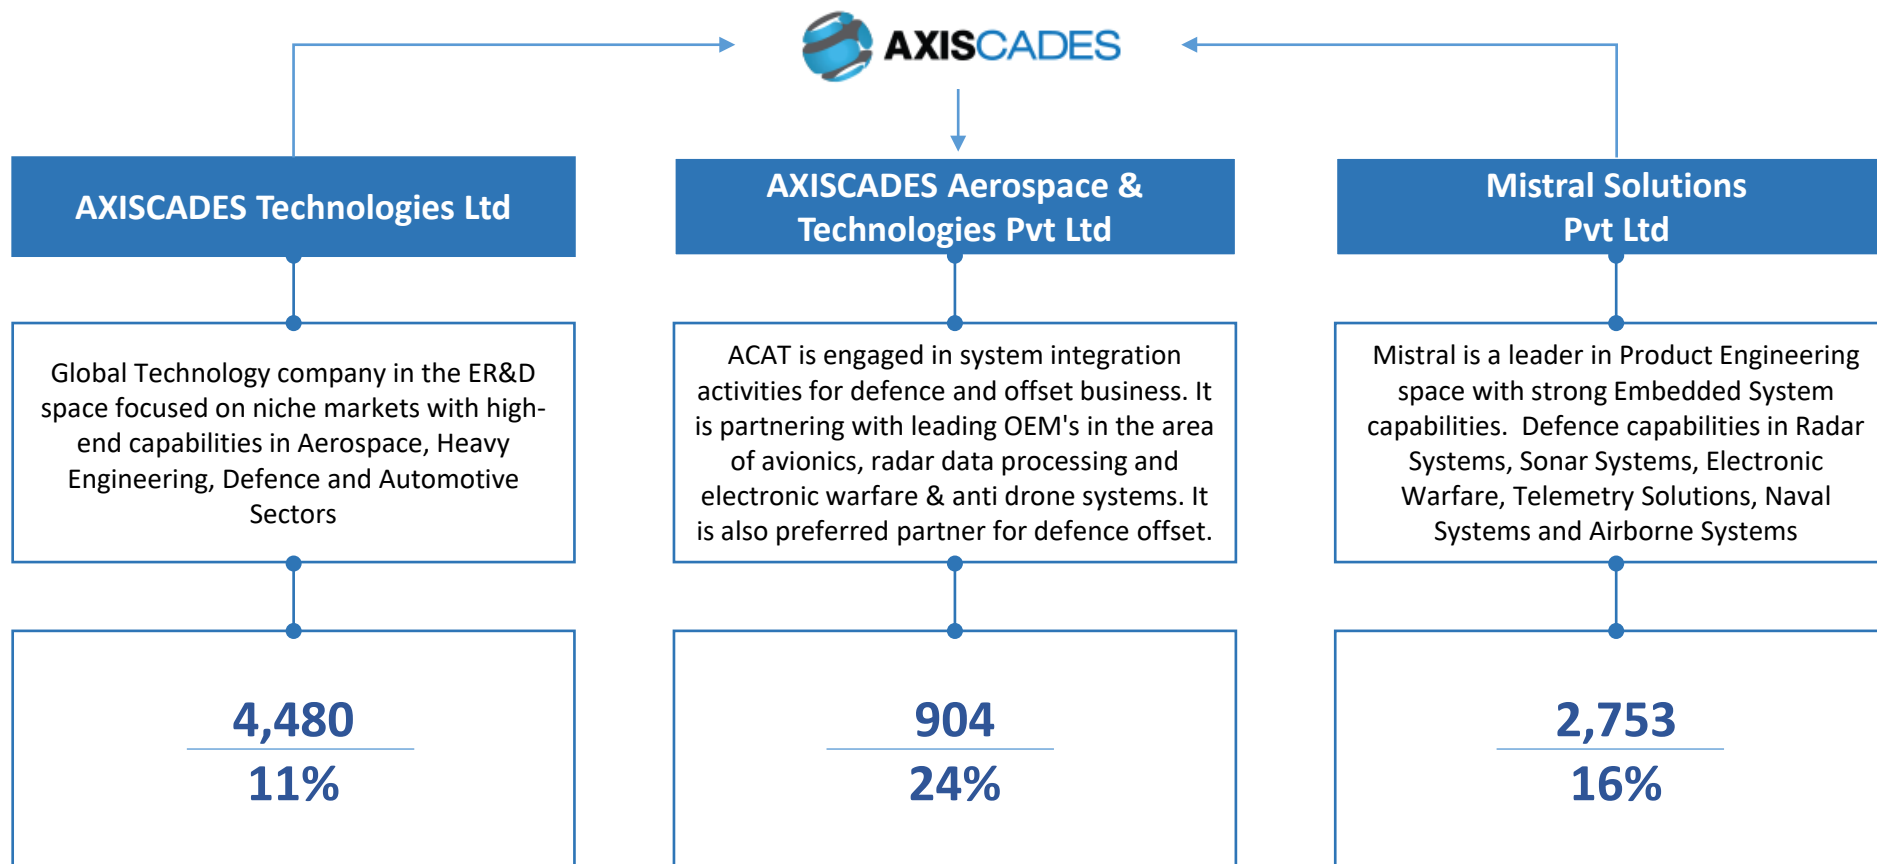 AXISCADES
AXISCADES Technologies Ltd
Global Technology company in the ER&D
space focused on niche markets with high-
end capabilities in Aerospace, Heavy
Engineering, Defence and Automotive
Sectors
4,480
11%
AXISCADES Aerospace &
Technologies Pvt Ltd
ACAT is engaged in system integration
activities for defence and offset business. It
is partnering with leading OEM's in the area
of avionics, radar data processing and
electronic warfare & anti drone systems. It
is also preferred partner for defence offset.
904
24%
Mistral Solutions
Pvt Ltd
Mistral is a leader in Product Engineering
space with strong Embedded System
capabilities.  Defence capabilities in Radar
Systems, Sonar Systems, Electronic
Warfare, Telemetry Solutions, Naval
Systems and Airborne Systems
2,753
16%